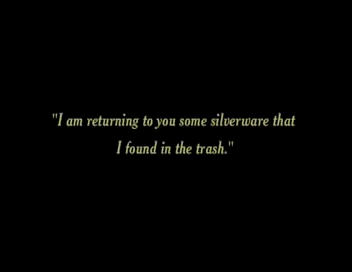 "I am returning to you some silverware that
I found in the trash."